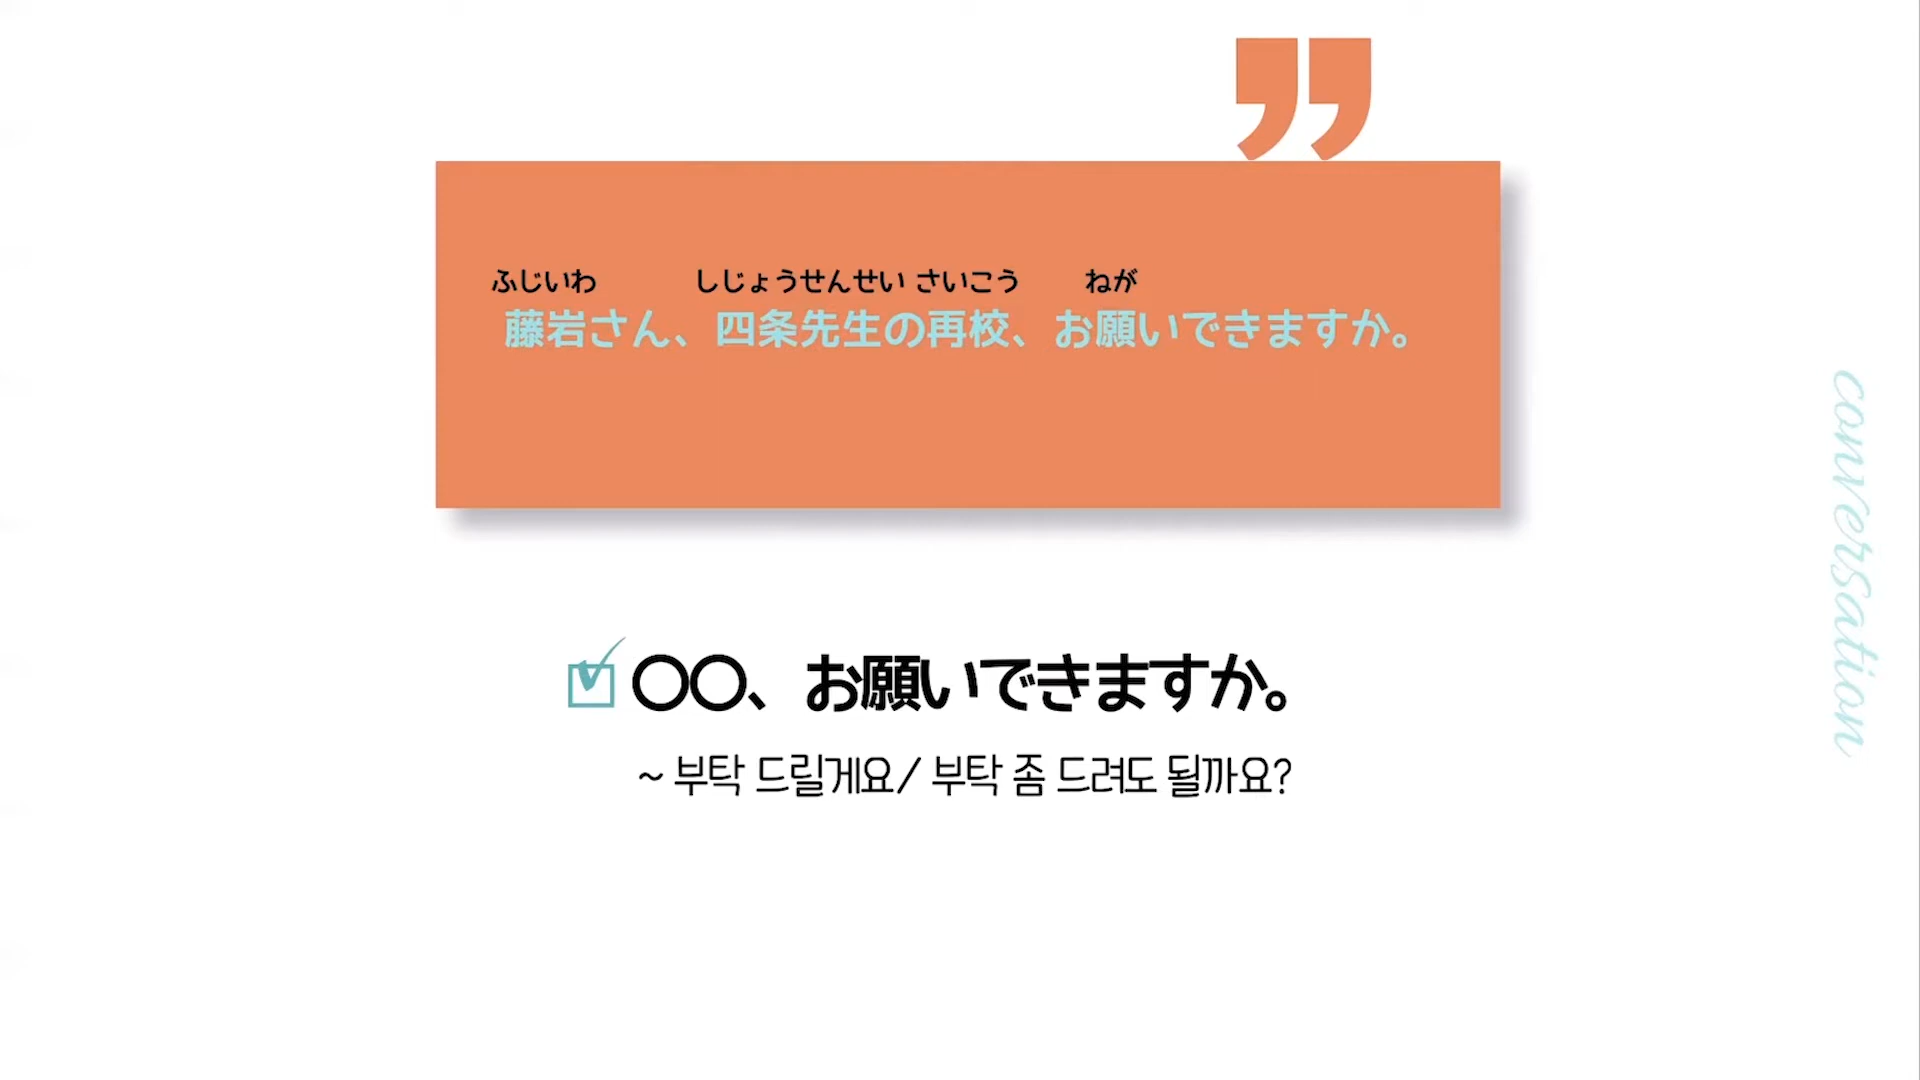 ”
ふじいわ しじょうせんせい さいこう ねが
藤岩さん、四条先生の再校、お願いできますか。
〇〇、お願いできますか。
~ 부탁 드릴게요/ 부탁 좀 드려도 될까요?
conversation